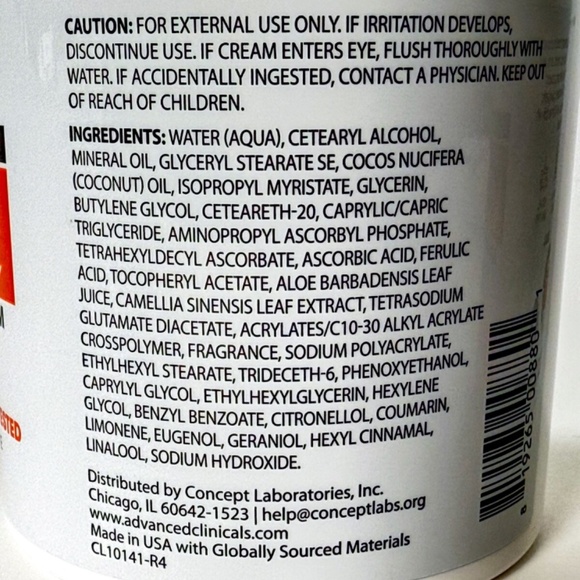 CAUTION: FOR EXTERNAL USE ONLY. IF IRRITATION DEVELOPS,
DISCONTINUE USE. IF CREAM ENTERS EYE, FLUSH THOROUGHLY WITH
WATER. IF ACCIDENTALLY INGESTED, CONTACT A PHYSICIAN. KEEP OUT
OF REACH OF CHILDREN.
INGREDIENTS: WATER (AQUA), CETEARYL ALCOHOL,
MINERAL OIL, GLYCERYL STEARATE SE, COCOS NUCIFERA
(COCONUT) OIL, ISOPROPYL MYRISTATE, GLYCERIN,
BUTYLENE GLYCOL, CETEARETH-20, CAPRYLIC/CAPRIC
TRIGLYCERIDE, AMINOPROPYL ASCORBYL PHOSPHATE,
TETRAHEXYLDECYL ASCORBATE, ASCORBIC ACID, FERULIC
ACID, TOCOPHERYL ACETATE, ALOE BARBADENSIS LEAF
JUICE, CAMELLIA SINENSIS LEAF EXTRACT, TETRASODIUM
GLUTAMATE DIACETATE, ACRYLATES/C10-30 ALKYL ACRYLATE
CROSSPOLYMER, FRAGRANCE, SODIUM POLYACRYLATE,
ETHYLHEXYL STEARATE, TRIDECETH-6, PHENOXYETHANOL,
CAPRYLYL GLYCOL, ETHYLHEXYLGLYCERIN, HEXYLENE
GLYCOL, BENZYL BENZOATE, CITRONELLOL, COUMARIN,
LIMONENE, EUGENOL, GERANIOL, HEXYL CINNAMAL,
LINALOOL, SODIUM HYDROXIDE.
Distributed by Concept Laboratories, Inc.
Chicago, IL 60642-1523 | help@conceptlabs.org
www.advancedclinicals.com
Made in USA with Globally Sourced Materials
CL10141-R4
8 19265 00880 1